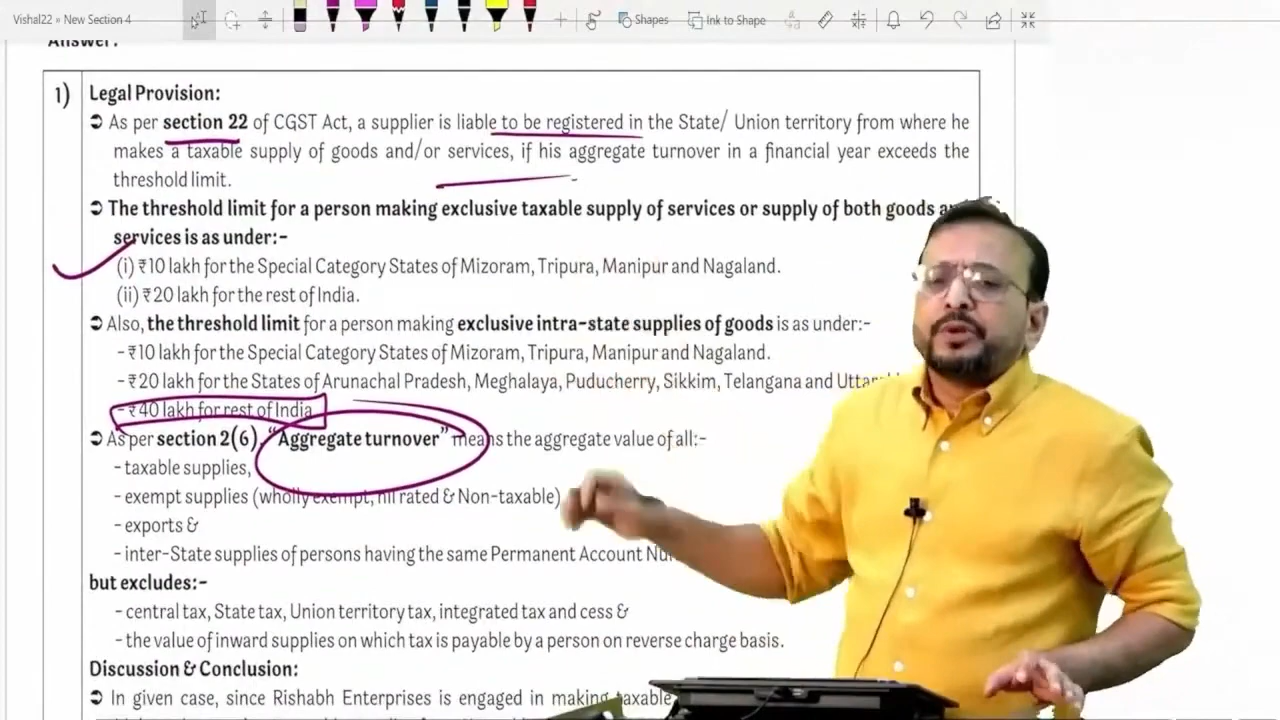 Vishal22 » New Section 4
Shapes
Ink to Shape
Answer:
1)
Legal Provision:
➲ As per section 22 of CGST Act, a supplier is liable to be registered in the State/ Union territory from where he
makes a taxable supply of goods and/or services, if his aggregate turnover in a financial year exceeds the
threshold limit.
➲ The threshold limit for a person making exclusive taxable supply of services or supply of both goods
services is as under:-
(i) ₹10 lakh for the Special Category States of Mizoram, Tripura, Manipur and Nagaland.
(ii) ₹20 lakh for the rest of India.
➲ Also, the threshold limit for a person making exclusive intra-state supplies of goods is as under:-
- ₹10 lakh for the Special Category States of Mizoram, Tripura, Manipur and Nagaland.
- ₹20 lakh for the States of Arunachal Pradesh, Meghalaya, Puducherry, Sikkim, Telangana and
- ₹40 lakh for rest of India
➲ As per section 2(6), "Aggregate turnover" means the aggregate value of all:-
- taxable supplies,
- exempt supplies (wholly exempt, nil rated & Non-taxable)
- exports &
- inter-State supplies of persons having the same Permanent Account
but excludes:-
- central tax, State tax, Union territory tax, integrated tax and cess &
- the value of inward supplies on which tax is payable by a person on reverse charge basis.
Discussion & Conclusion:
➲ In given case, since Rishabh Enterprises is engaged in making taxable